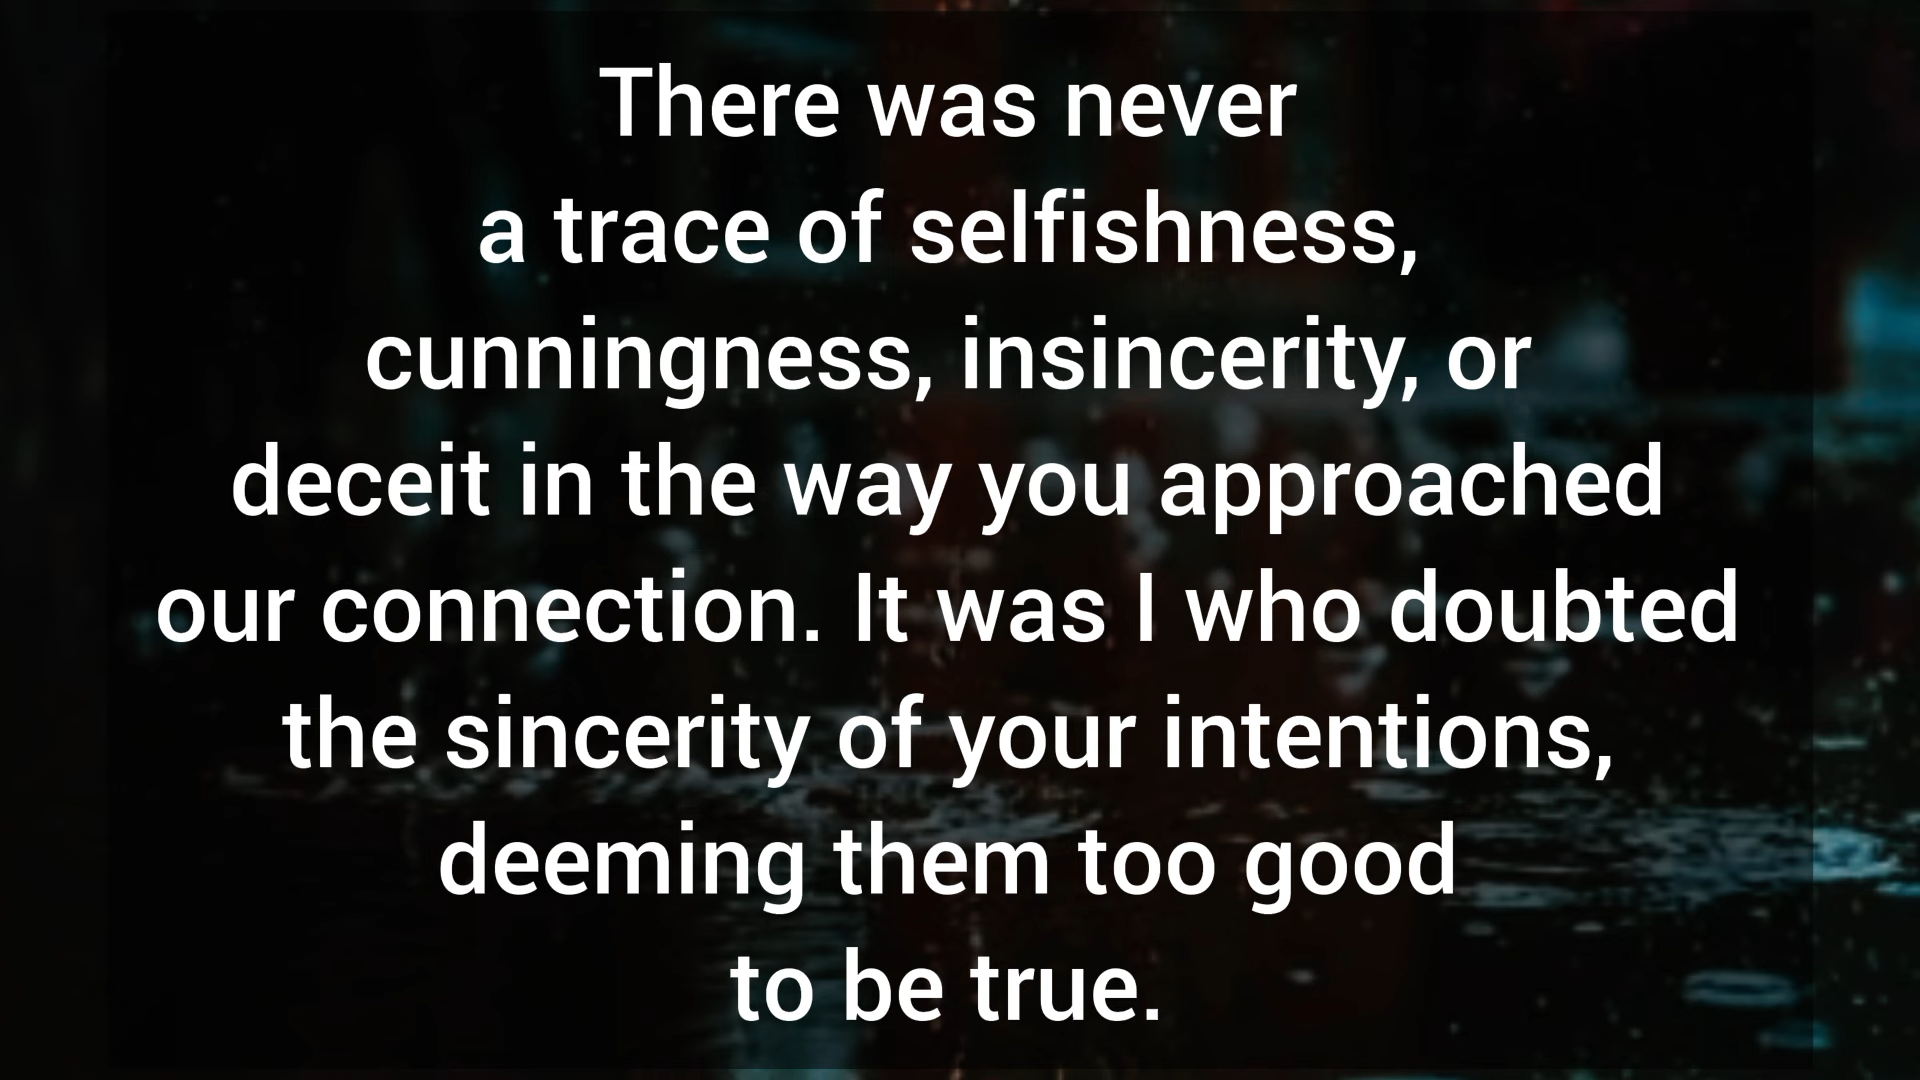 There was never
a trace of selfishness,
cunningness, insincerity, or
deceit in the way you approached
our connection. It was I who doubted
the sincerity of your intentions,
deeming them too good
to be true.